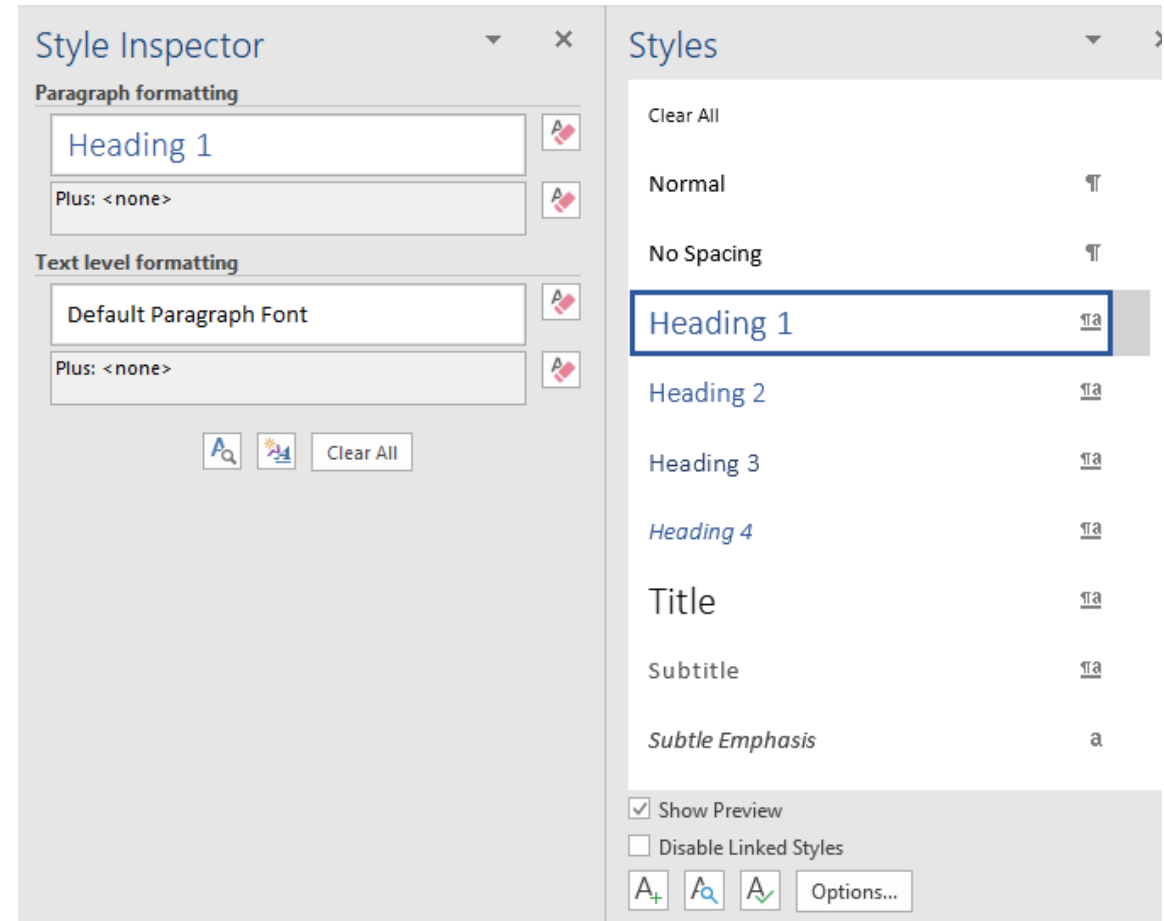 Style Inspector
Paragraph formatting
Heading 1
Plus: <none>
Text level formatting
Default Paragraph Font
Plus: <none>
Clear All
Styles
Clear All
Normal ¶
No Spacing ¶
Heading 1 ¶a
Heading 2 ¶a
Heading 3 ¶a
Heading 4 ¶a
Title ¶a
Subtitle ¶a
Subtle Emphasis a
Show Preview
Disable Linked Styles
Options...